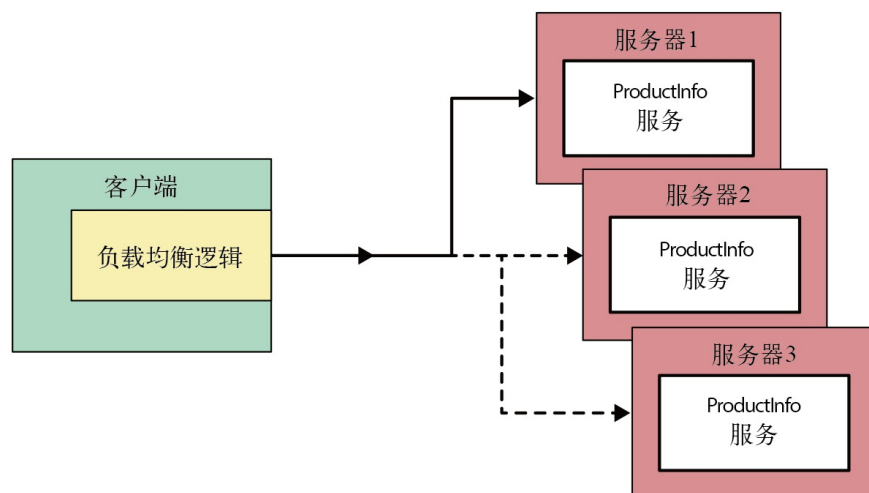 服务器1
ProductInfo
服务
客户端
负载均衡逻辑
服务器2
ProductInfo
服务
服务器3
ProductInfo
服务